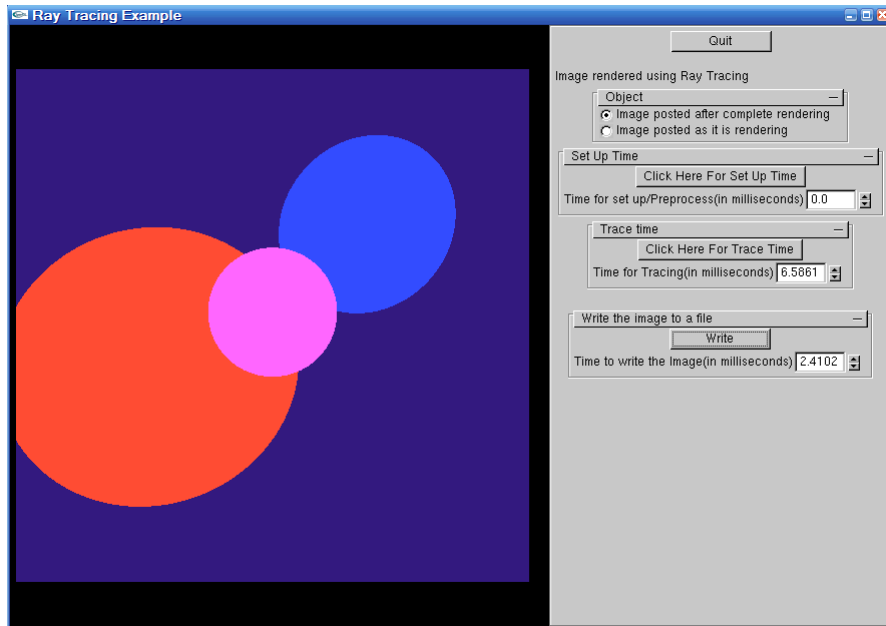 Ray Tracing Example
Quit
Image rendered using Ray Tracing
Object
Image posted after complete rendering
Image posted as it is rendering
Set Up Time
Click Here For Set Up Time
Time for set up/Preprocess(in milliseconds) 0.0
Trace time
Click Here For Trace Time
Time for Tracing(in milliseconds) 6.5861
Write the image to a file
Write
Time to write the Image(in milliseconds) 2.4102